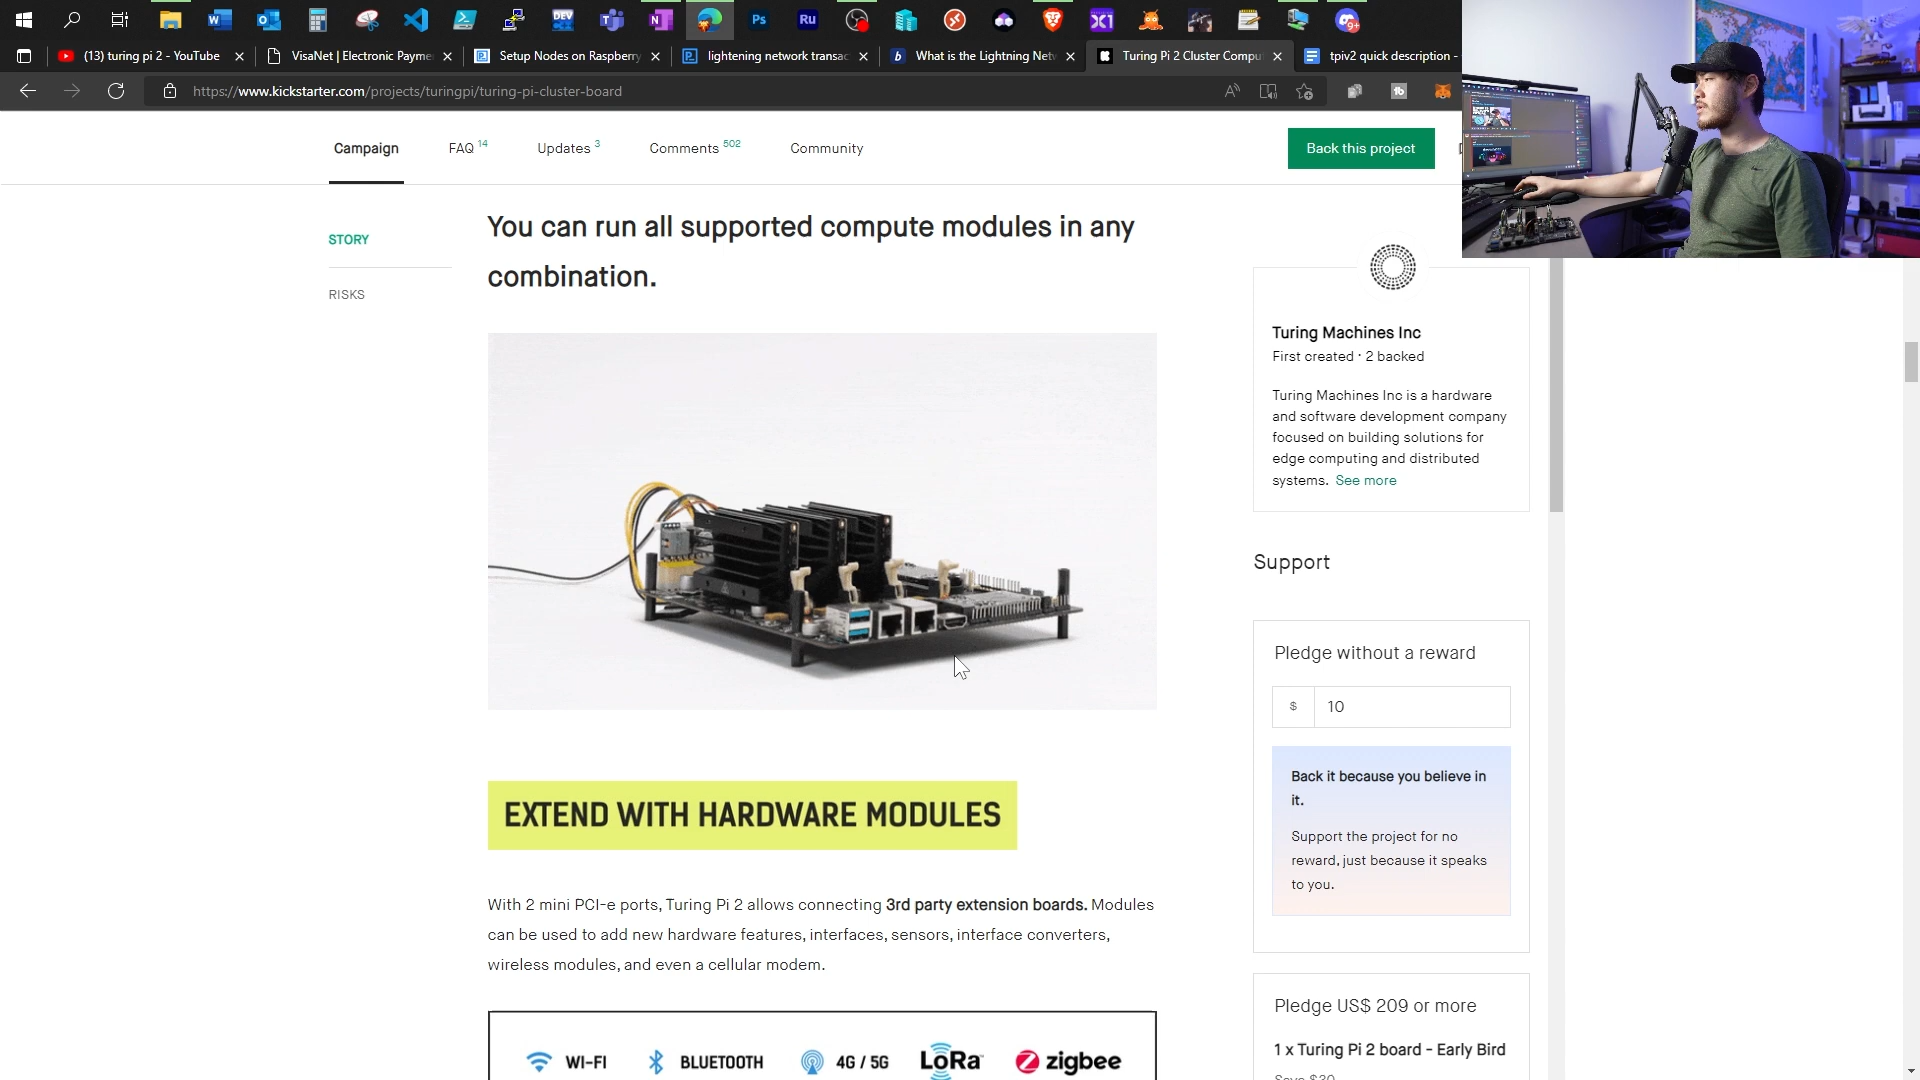 (13) turing pi 2 - YouTube
VisaNet | Electronic Payme
Setup Nodes on Raspberry
lightening network transac
What is the Lightning Net
Turing Pi 2 Cluster Compu
tpiv2 quick description -
https://www.kickstarter.com/projects/turingpi/turing-pi-cluster-board
Campaign
FAQ 14
Updates 3
Comments 502
Community
Back this project
STORY
RISKS
You can run all supported compute modules in any
combination.
EXTEND WITH HARDWARE MODULES
With 2 mini PCI-e ports, Turing Pi 2 allows connecting 3rd party extension boards. Modules
can be used to add new hardware features, interfaces, sensors, interface converters,
wireless modules, and even a cellular modem.
WI-FI
BLUETOOTH
4G / 5G
LoRa
zigbee
Turing Machines Inc
First created · 2 backed
Turing Machines Inc is a hardware
and software development company
focused on building solutions for
edge computing and distributed
systems. See more
Support
Pledge without a reward
$ 10
Back it because you believe in
it.
Support the project for no
reward, just because it speaks
to you.
Pledge US$ 209 or more
1 x Turing Pi 2 board - Early Bird
Save $30